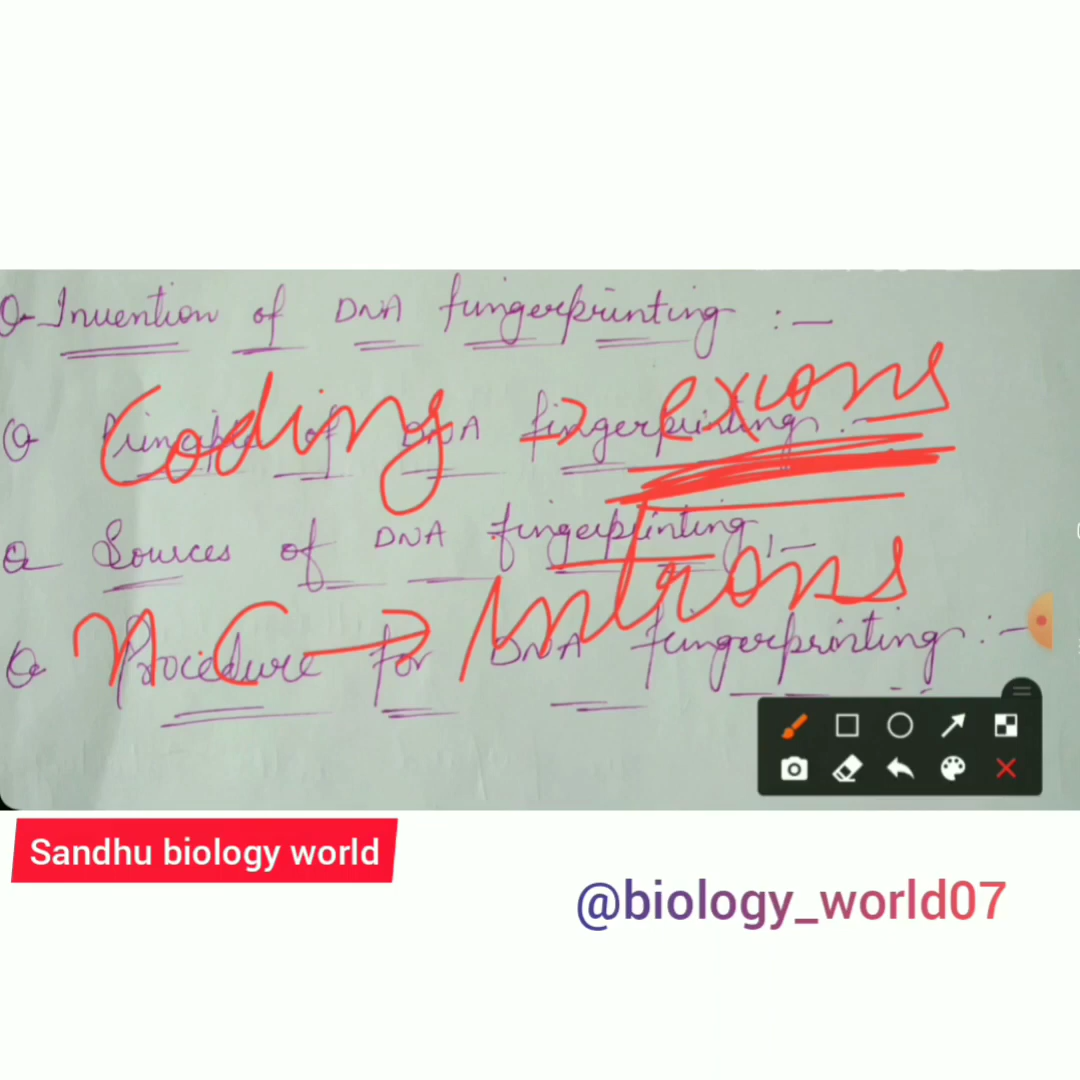 Invention of DNA fingerprinting :-
Coding → exons
Principle of DNA fingerprinting :-
Sources of DNA fingerprinting :-
N.C → Introns
Procedure for DNA fingerprinting :-
Sandhu biology world
@biology_world07